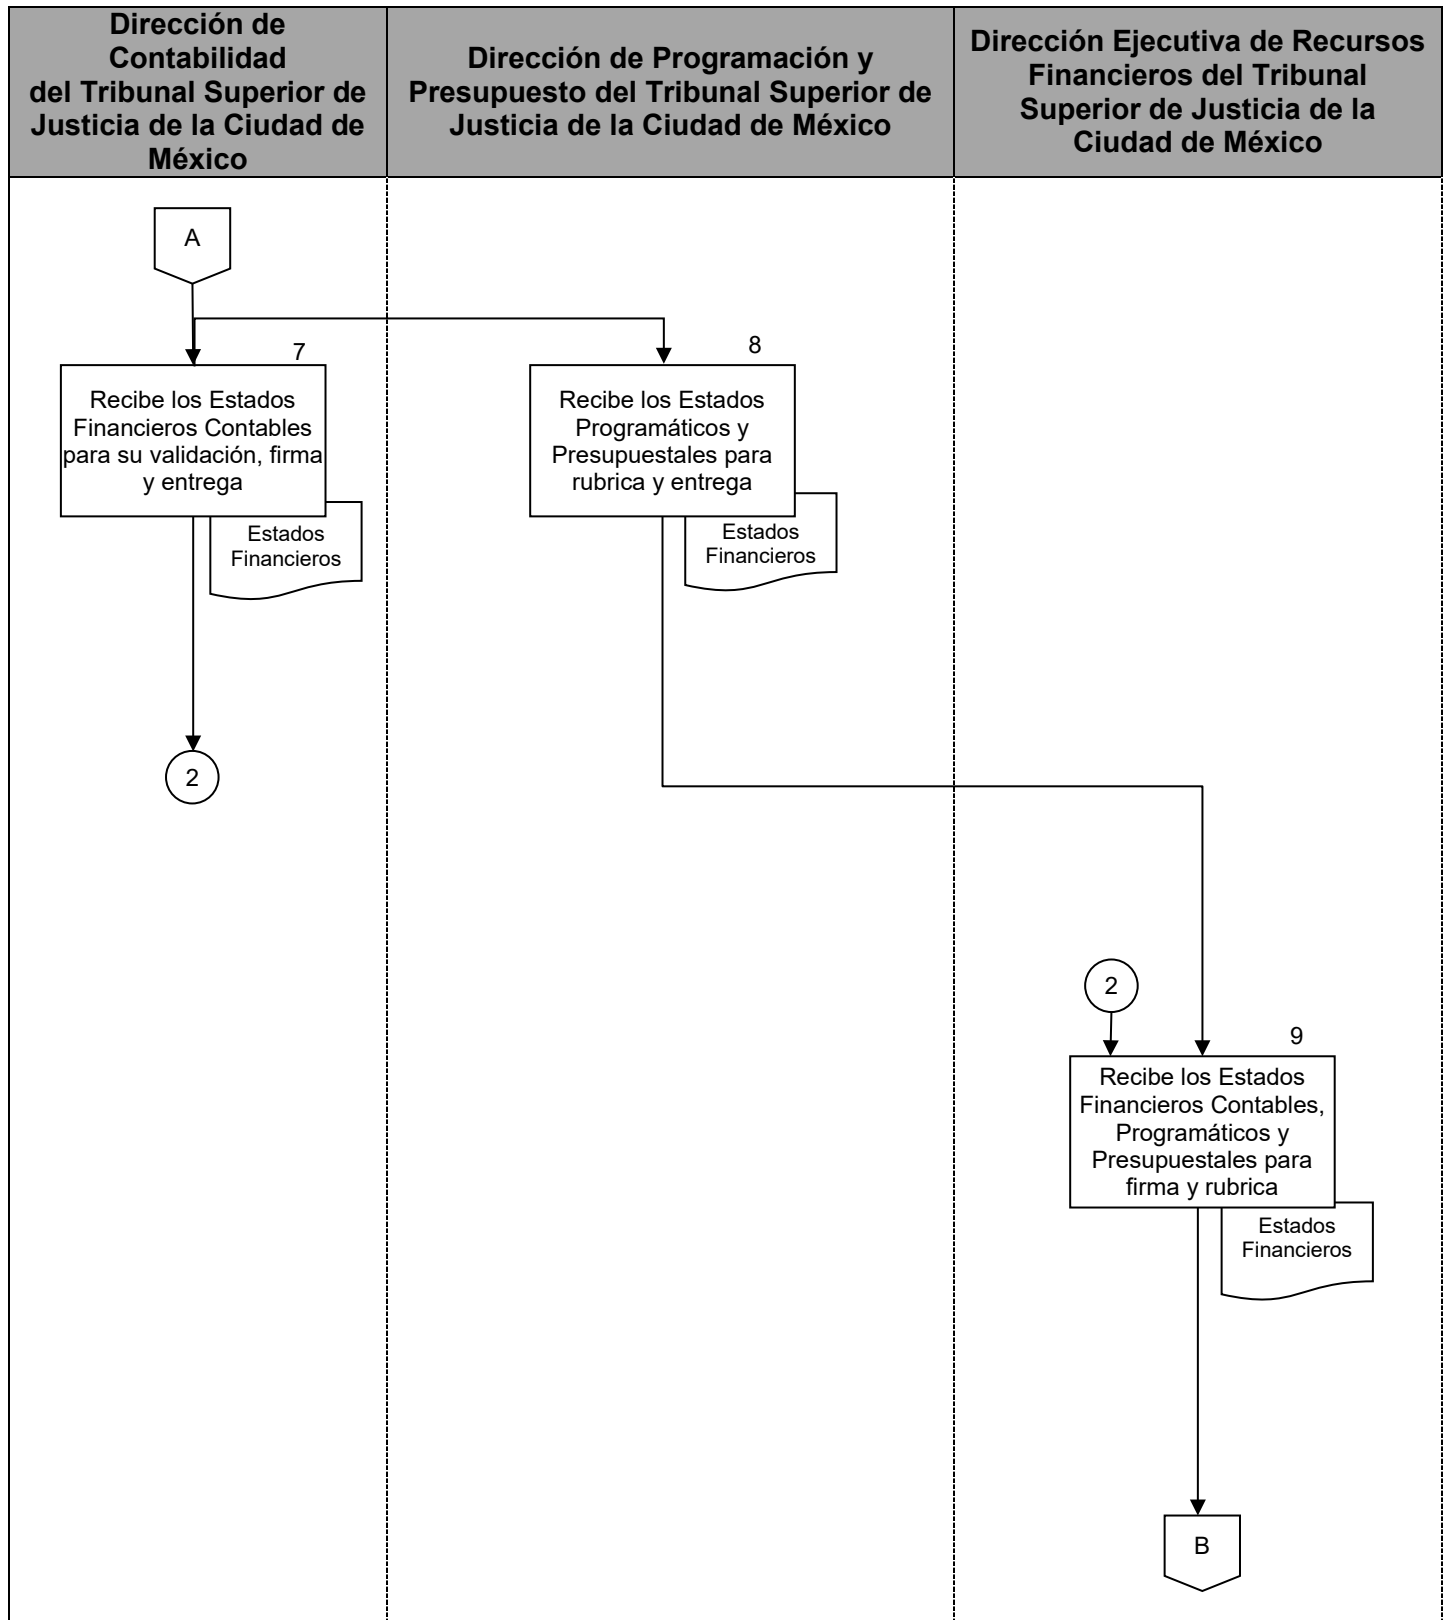 Dirección de
Contabilidad
del Tribunal Superior de
Justicia de la Ciudad de
México
Dirección de Programación y
Presupuesto del Tribunal Superior de
Justicia de la Ciudad de México
Dirección Ejecutiva de Recursos
Financieros del Tribunal
Superior de Justicia de la
Ciudad de México
A
7
Recibe los Estados
Financieros Contables
para su validación, firma
y entrega
Estados
Financieros
8
Recibe los Estados
Programáticos y
Presupuestales para
rubrica y entrega
Estados
Financieros
2
2
9
Recibe los Estados
Financieros Contables,
Programáticos y
Presupuestales para
firma y rubrica
Estados
Financieros
B